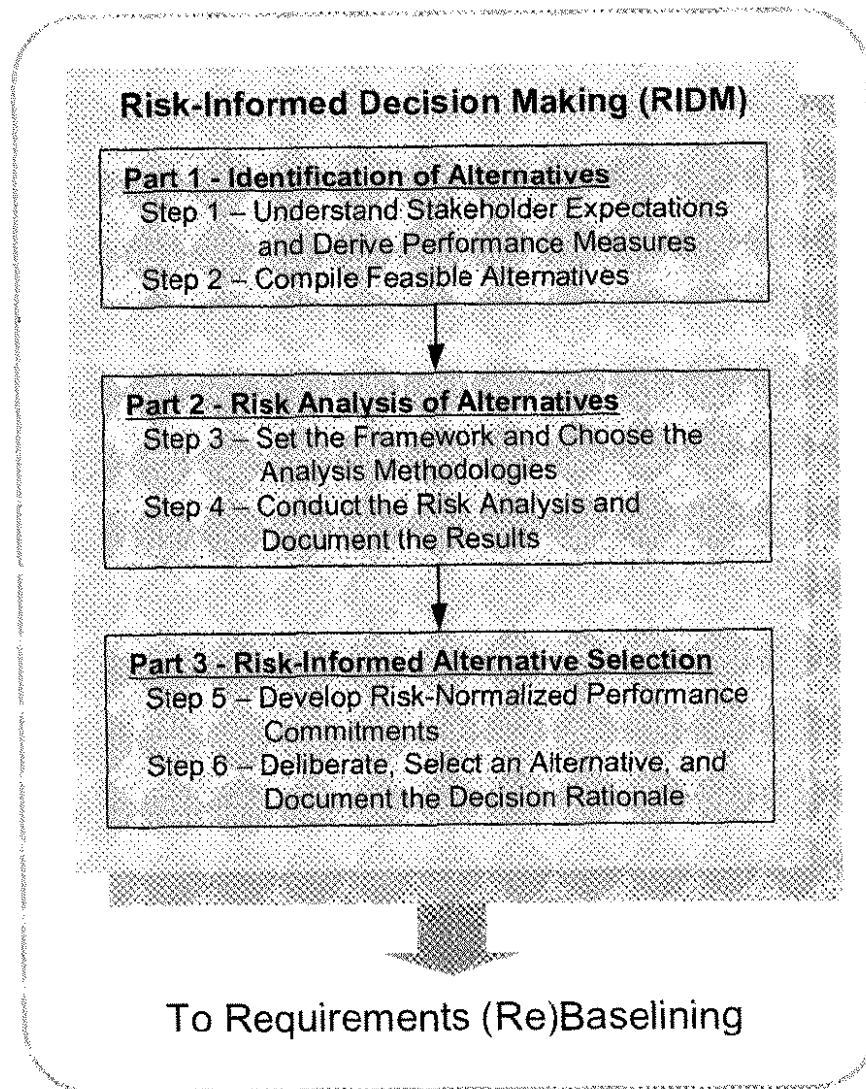 Risk-Informed Decision Making (RIDM)
Part 1 - Identification of Alternatives
Step 1 – Understand Stakeholder Expectations
and Derive Performance Measures
Step 2 – Compile Feasible Alternatives
Part 2 - Risk Analysis of Alternatives
Step 3 – Set the Framework and Choose the
Analysis Methodologies
Step 4 – Conduct the Risk Analysis and
Document the Results
Part 3 - Risk-Informed Alternative Selection
Step 5 – Develop Risk-Normalized Performance
Commitments
Step 6 – Deliberate, Select an Alternative, and
Document the Decision Rationale
To Requirements (Re)Baselining